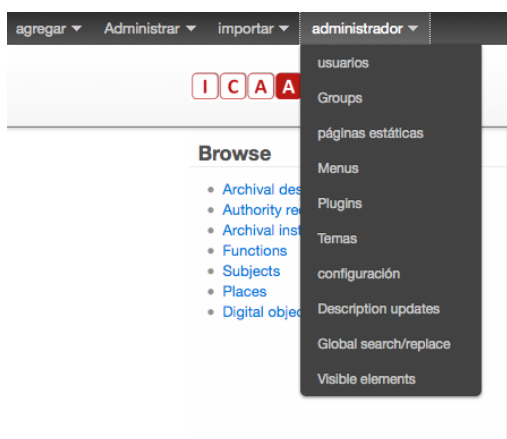 agregar Administrar importar administrador
usuarios
Groups
páginas estáticas
Menus
Plugins
Temas
configuración
Description updates
Global search/replace
Visible elements
ICAA
Browse
Archival des
Authority re
Archival inst
Functions
Subjects
Places
Digital objec